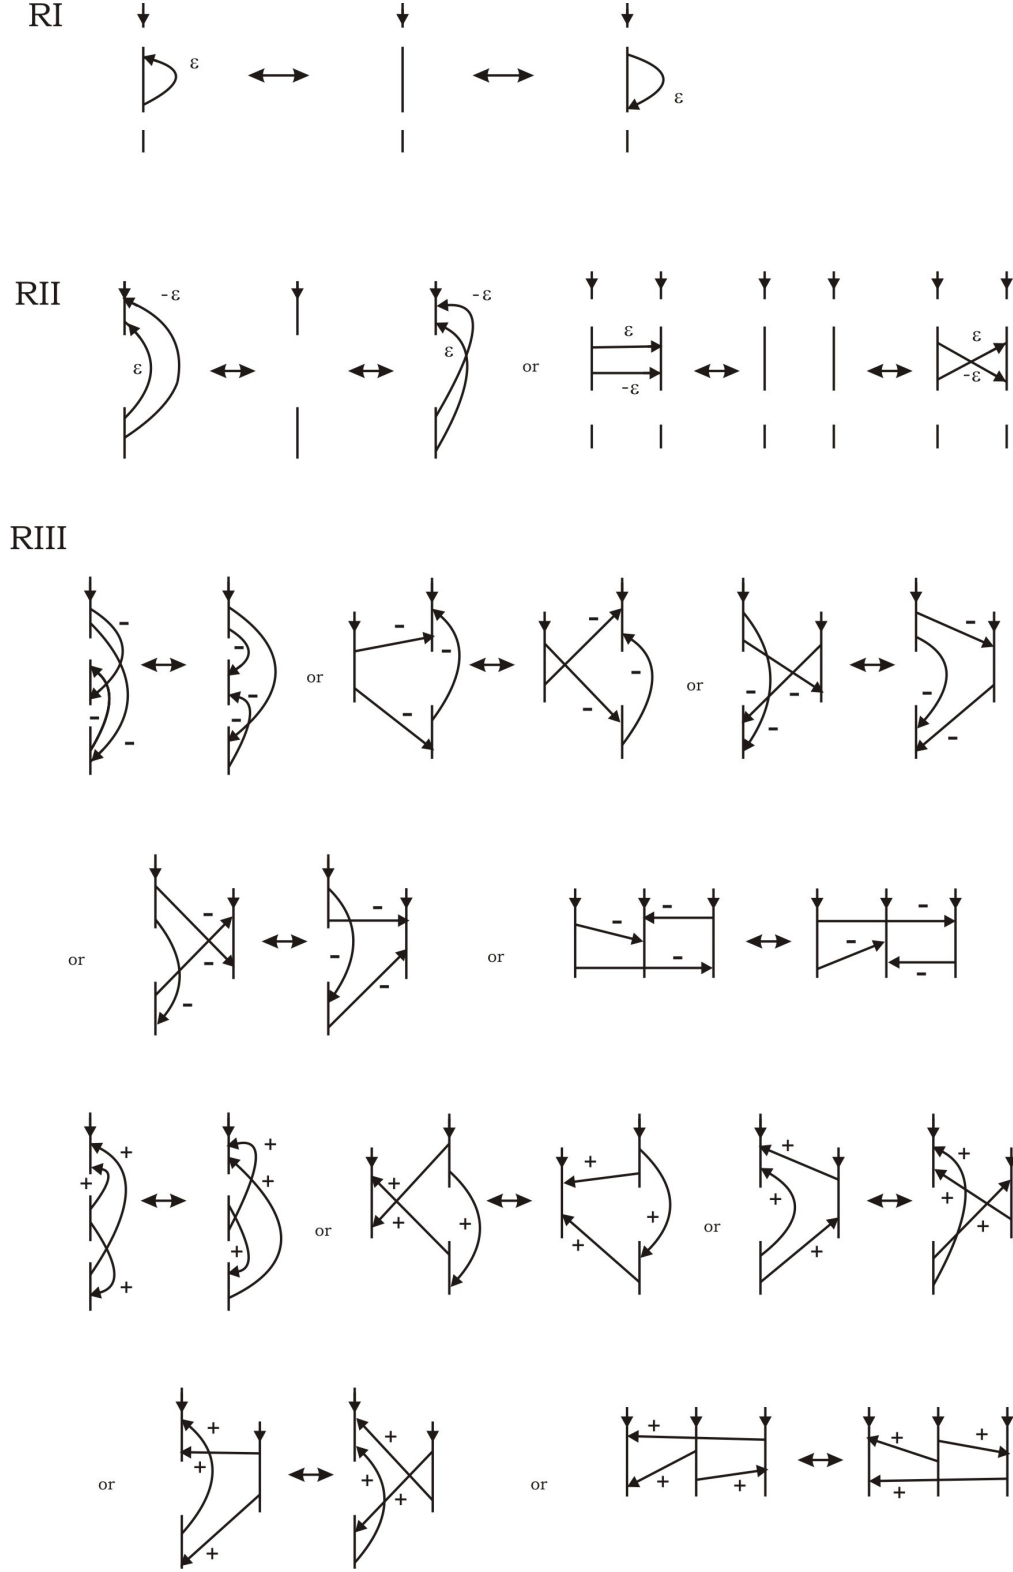 RI
ε ε
RII
-ε ε -ε ε or ε -ε ε -ε
RIII
- - - - - - - - or - - - - - - or - - - - - -
or - - - - - - or - - - - - -
+ + + + + + or + + + + + + or + + + + + +
or + + + + + + or + + + + + +